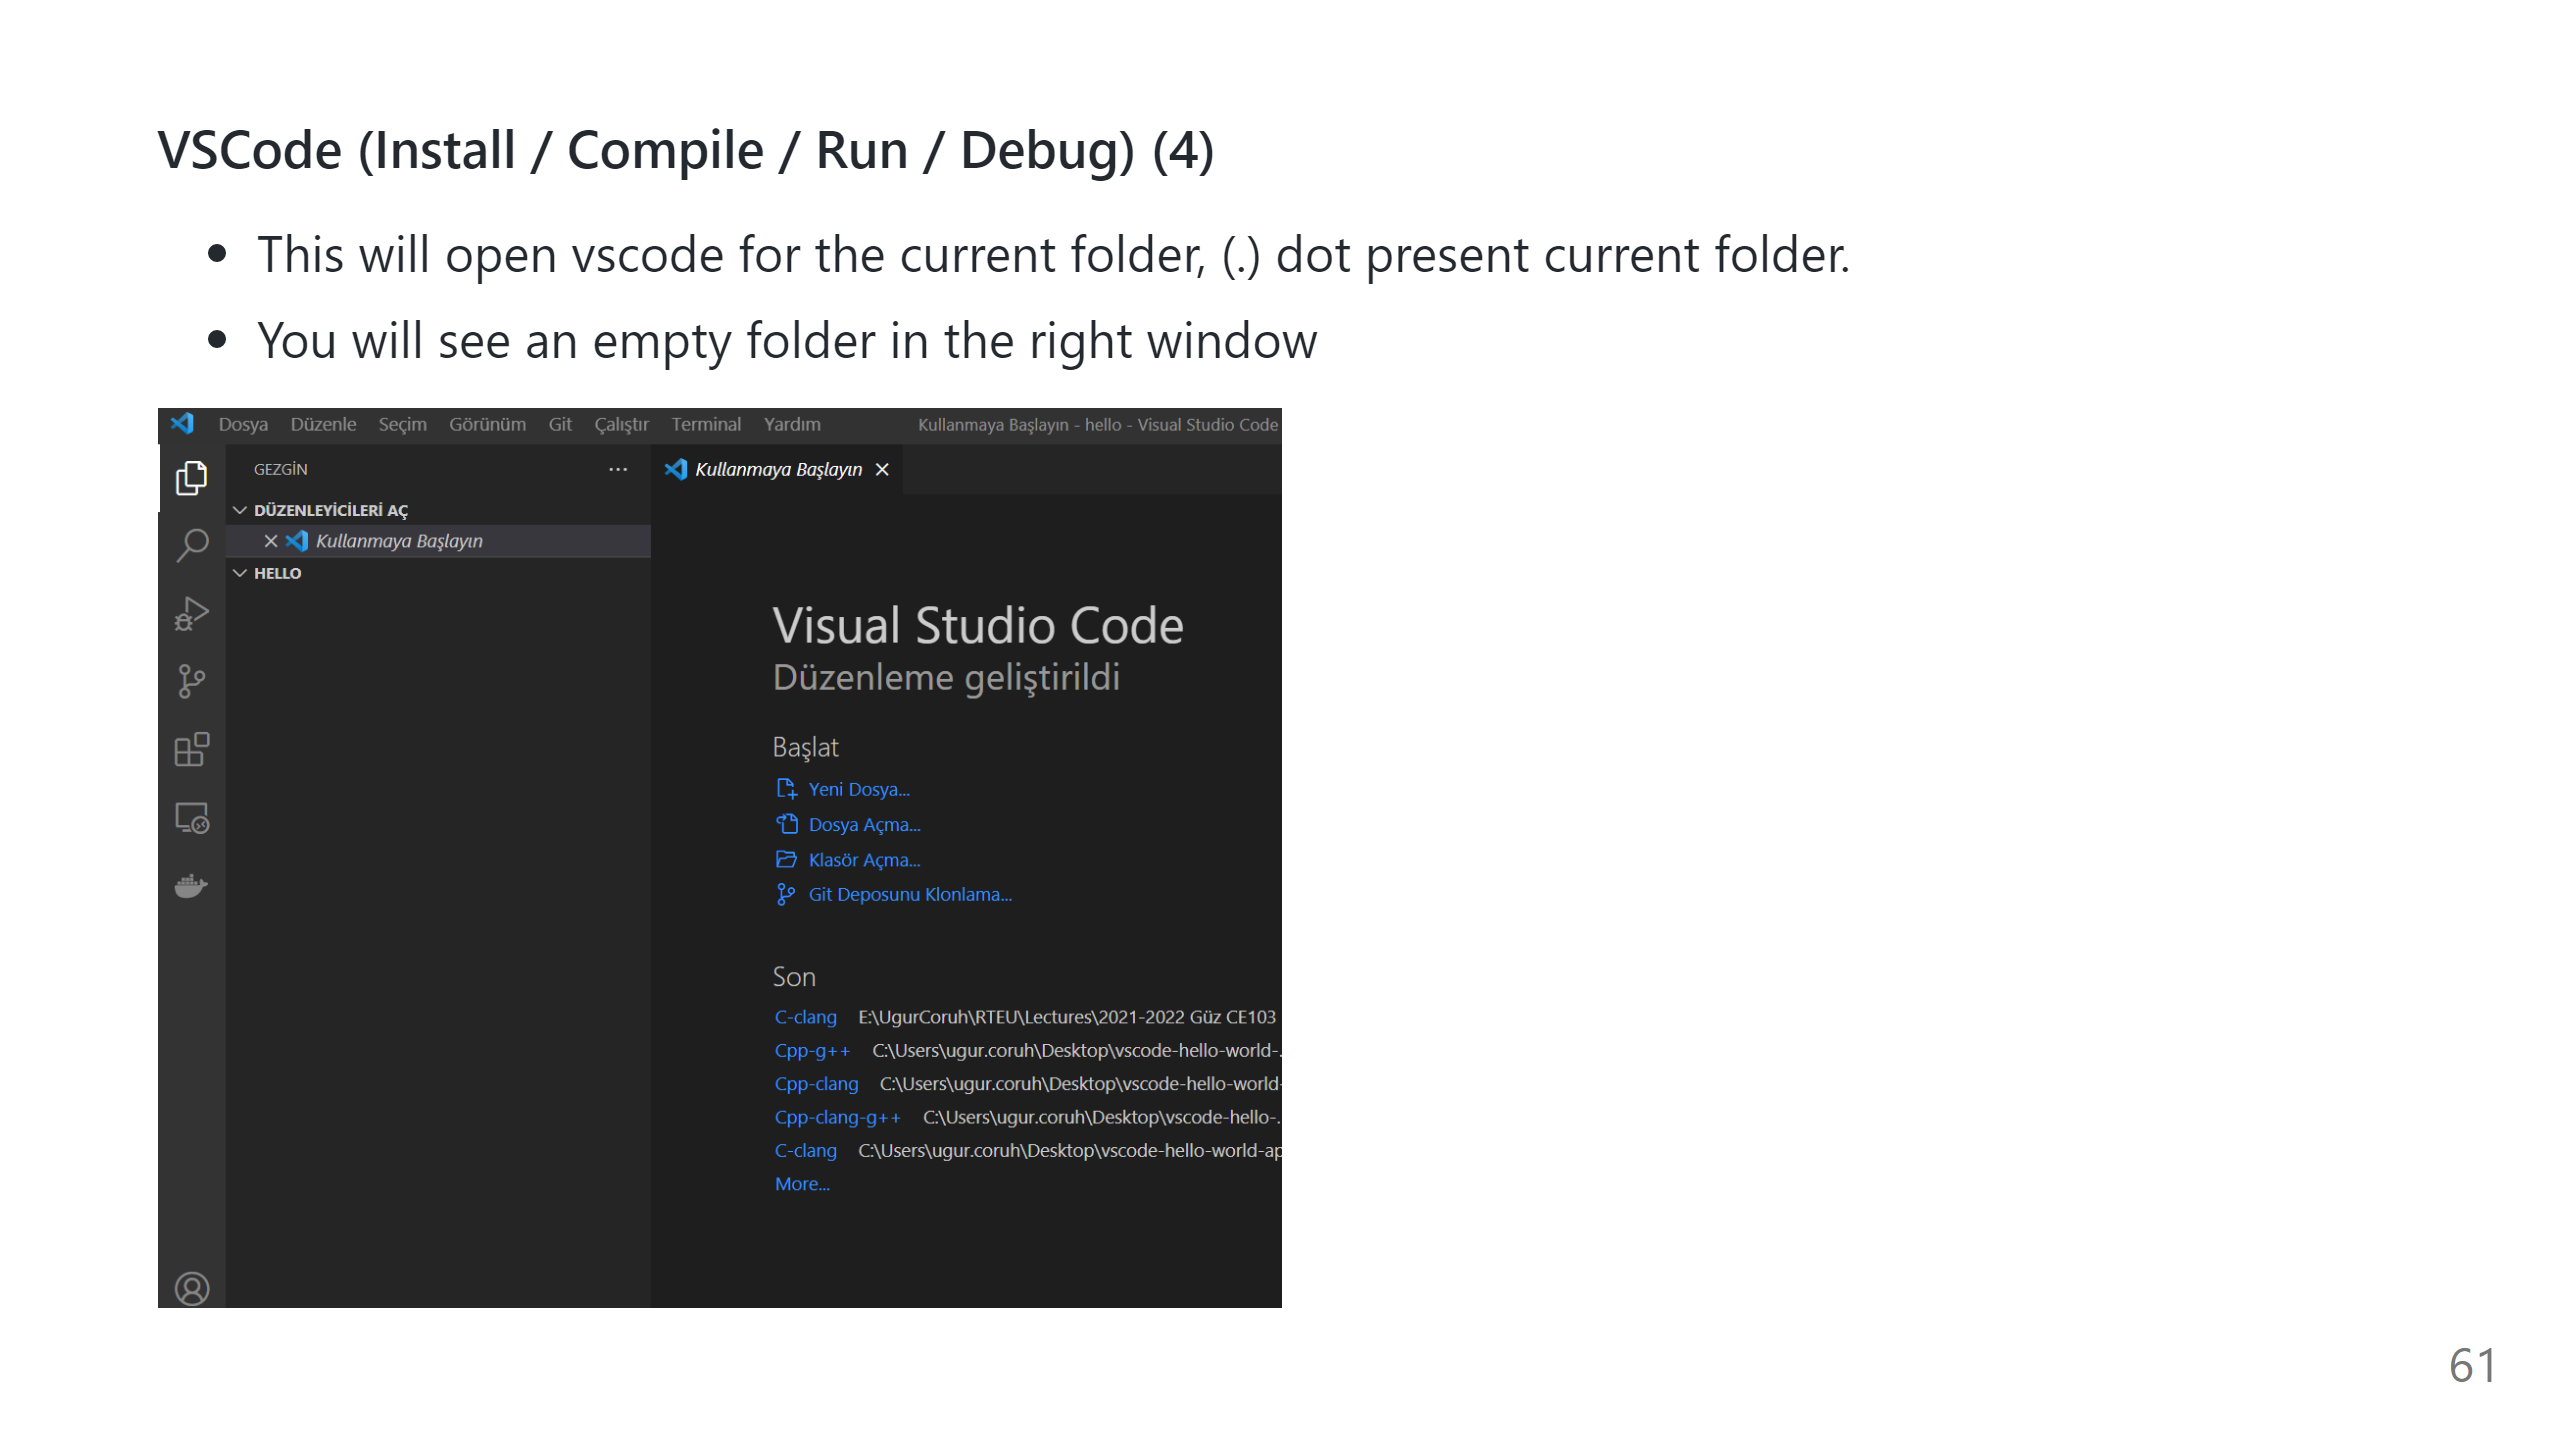 VSCode (Install / Compile / Run / Debug) (4)
• This will open vscode for the current folder, (.) dot present current folder.
• You will see an empty folder in the right window
Dosya Düzenle Seçim Görünüm Git Çalıştır Terminal Yardım Kullanmaya Başlayın - hello - Visual Studio Code
GEZGİN ···
Kullanmaya Başlayın
DÜZENLEYİCİLERİ AÇ
Kullanmaya Başlayın
HELLO
Visual Studio Code
Düzenleme geliştirildi
Başlat
Yeni Dosya...
Dosya Açma...
Klasör Açma...
Git Deposunu Klonlama...
Son
C-clang E:\UgurCoruh\RTEU\Lectures\2021-2022 Güz CE103
Cpp-g++ C:\Users\ugur.coruh\Desktop\vscode-hello-world-.
Cpp-clang C:\Users\ugur.coruh\Desktop\vscode-hello-world-
Cpp-clang-g++ C:\Users\ugur.coruh\Desktop\vscode-hello-.
C-clang C:\Users\ugur.coruh\Desktop\vscode-hello-world-ap
More...
61